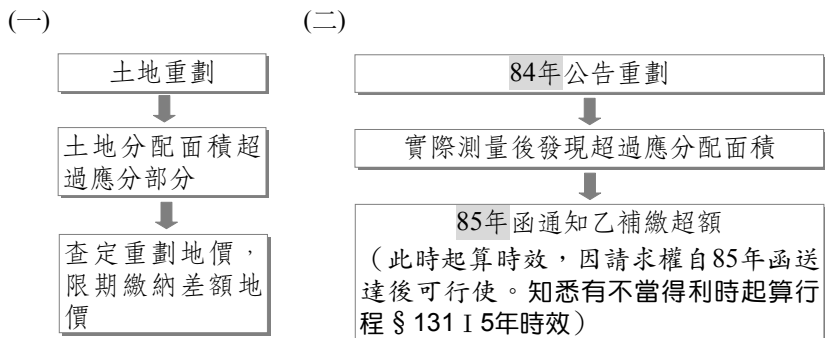 (一)
土地重劃
土地分配面積超
過應分部分
查定重劃地價，
限期繳納差額地
價
(二)
84年公告重劃
實際測量後發現超過應分配面積
85年函通知乙補繳超額
（此時起算時效，因請求權自85年函送
達後可行使。知悉有不當得利時起算行
程§131Ⅰ5年時效）